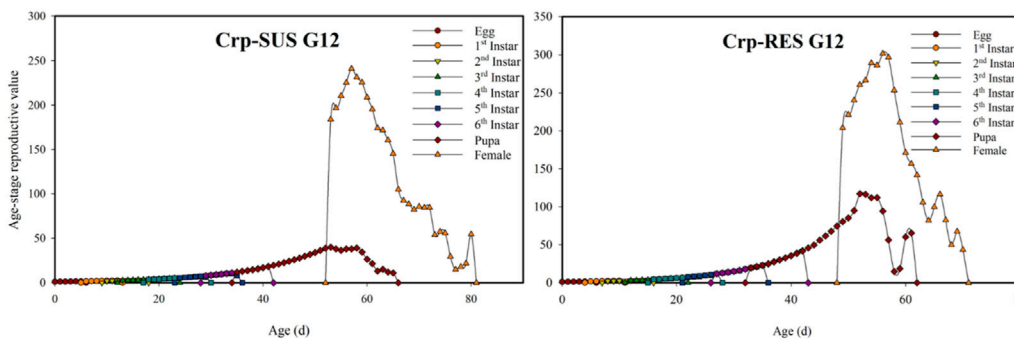 Crp-SUS G12
Age-stage reproductive value
300
250
200
150
100
50
0
0 20 40 60 80
Age (d)
Egg
1st Instar
2nd Instar
3rd Instar
4th Instar
5th Instar
6th Instar
Pupa
Female
Crp-RES G12
350
300
250
200
150
100
50
0
0 20 40 60
Age (d)
Egg
1st Instar
2nd Instar
3rd Instar
4th Instar
5th Instar
6th Instar
Pupa
Female